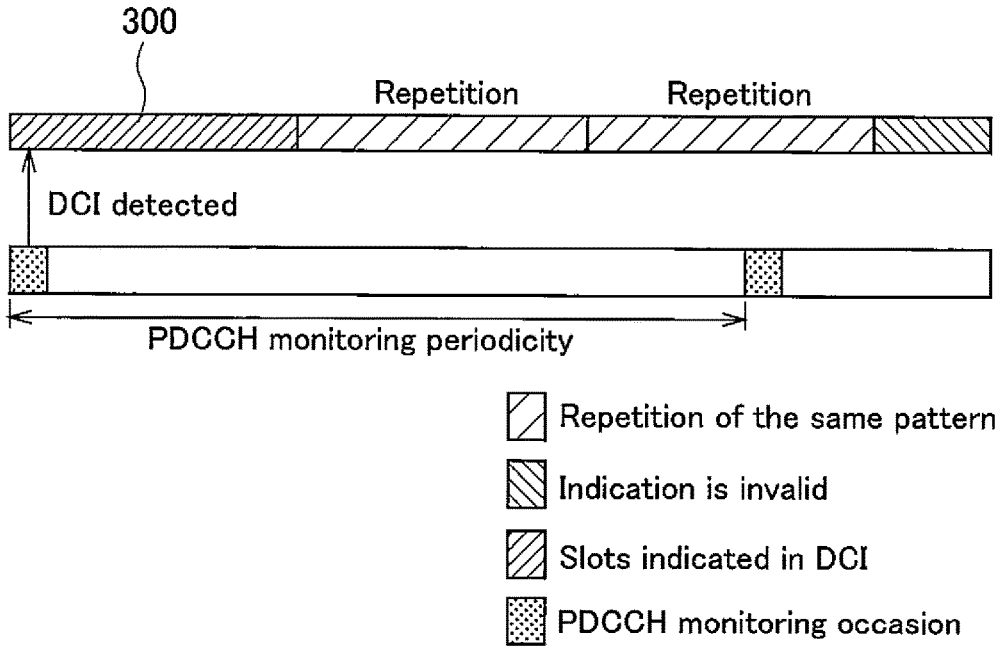 300
Repetition
Repetition
DCI detected
PDCCH monitoring periodicity
Repetition of the same pattern
Indication is invalid
Slots indicated in DCI
PDCCH monitoring occasion